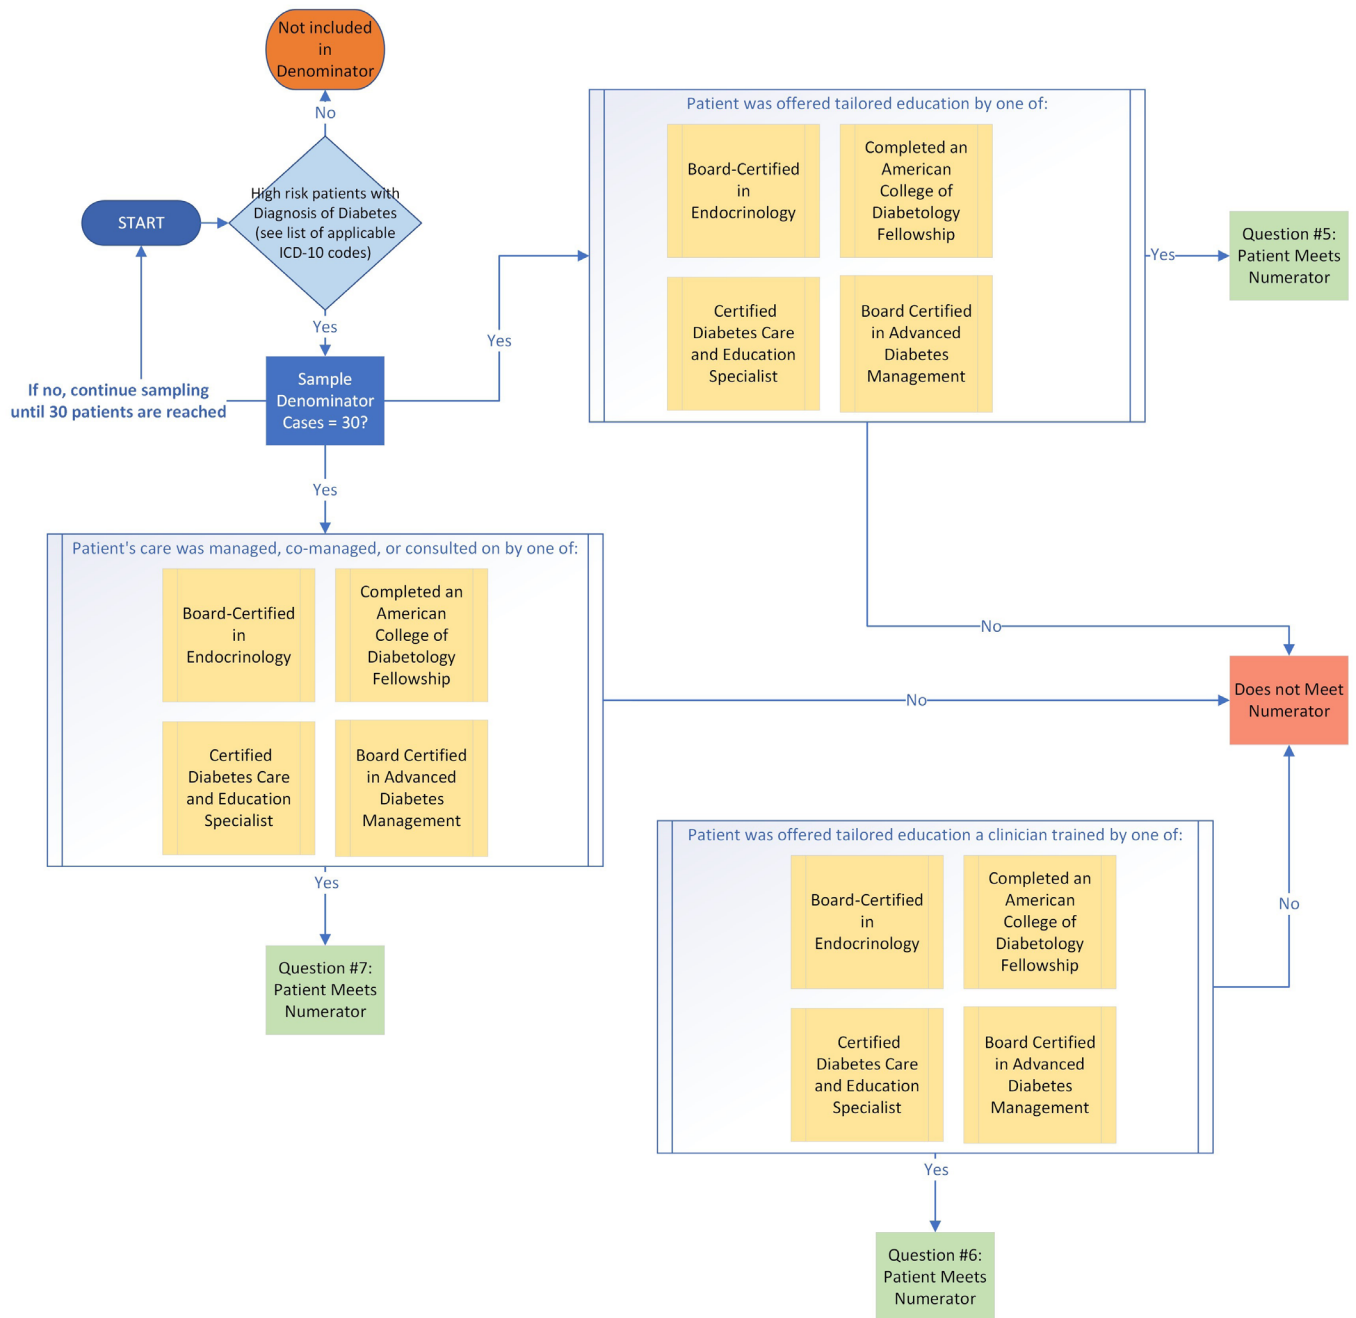 Not included
in
Denominator
No
High risk patients with
Diagnosis of Diabetes
(see list of applicable
ICD-10 codes)
START
Yes
Sample
Denominator
Cases = 30?
If no, continue sampling
until 30 patients are reached
Yes
Patient was offered tailored education by one of:
Board-Certified
in
Endocrinology
Completed an
American
College of
Diabetology
Fellowship
Certified
Diabetes Care
and Education
Specialist
Board Certified
in Advanced
Diabetes
Management
Yes
Question #5:
Patient Meets
Numerator
No
Yes
Patient's care was managed, co-managed, or consulted on by one of:
Board-Certified
in
Endocrinology
Completed an
American
College of
Diabetology
Fellowship
Certified
Diabetes Care
and Education
Specialist
Board Certified
in Advanced
Diabetes
Management
No
Does not Meet
Numerator
Yes
Question #7:
Patient Meets
Numerator
Patient was offered tailored education a clinician trained by one of:
Board-Certified
in
Endocrinology
Completed an
American
College of
Diabetology
Fellowship
Certified
Diabetes Care
and Education
Specialist
Board Certified
in Advanced
Diabetes
Management
No
Yes
Question #6:
Patient Meets
Numerator